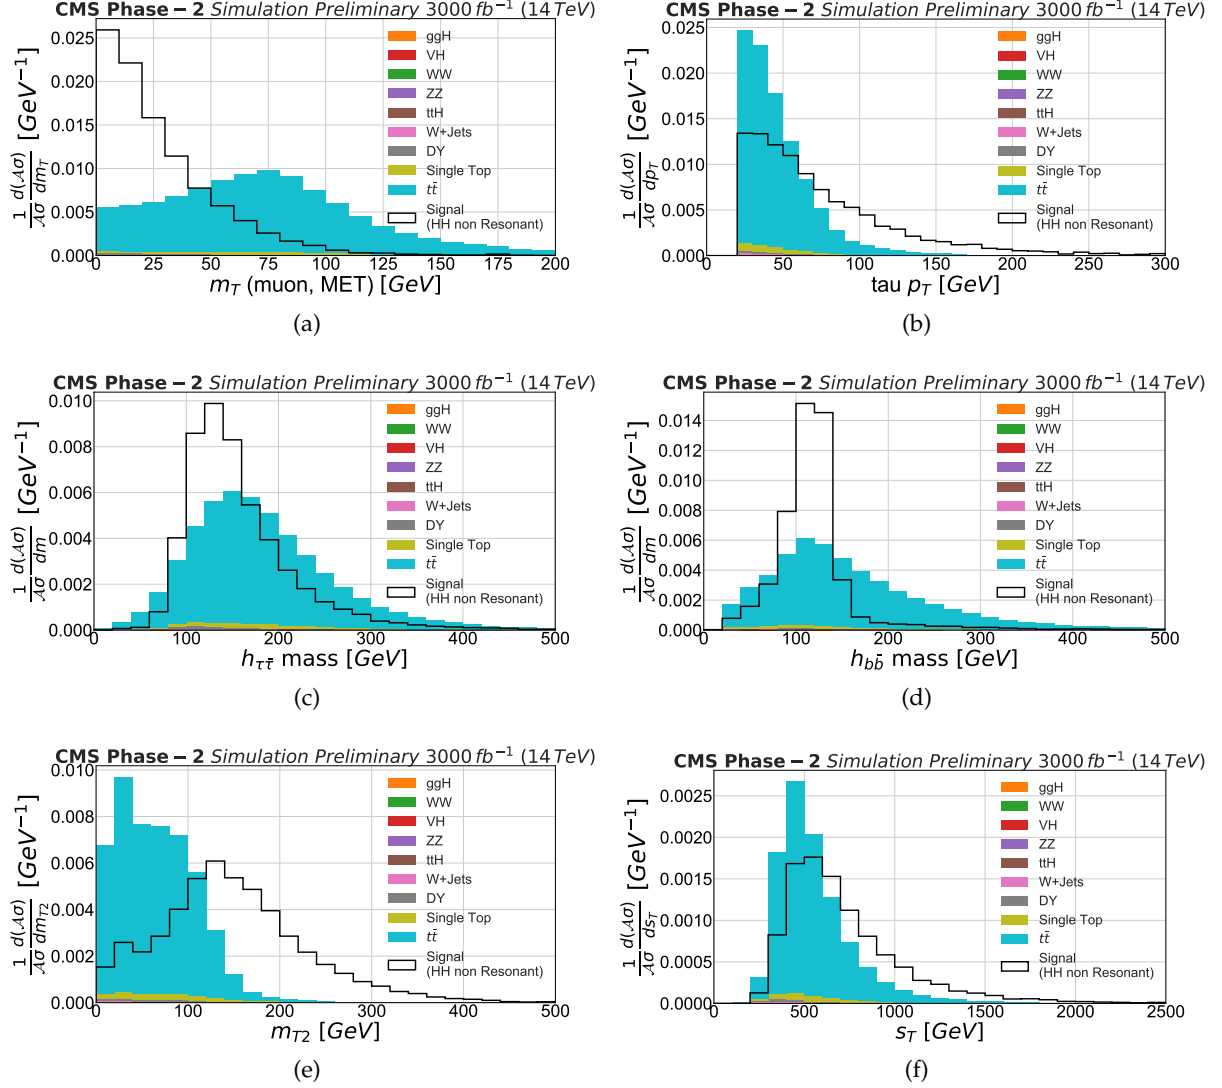 CMS Phase − 2 Simulation Preliminary 3000 fb⁻¹ (14 TeV)
0.025
0.020
0.015
0.010
0.005
0.000
1/𝒜σ d(𝒜σ)/dm_T [GeV⁻¹]
ggH
VH
WW
ZZ
ttH
W+Jets
DY
Single Top
tt̄
Signal
(HH non Resonant)
0 25 50 75 100 125 150 175 200
m_T (muon, MET) [GeV]
(a)
CMS Phase − 2 Simulation Preliminary 3000 fb⁻¹ (14 TeV)
0.025
0.020
0.015
0.010
0.005
0.000
1/𝒜σ d(𝒜σ)/dp_T [GeV⁻¹]
ggH
VH
WW
ZZ
ttH
W+Jets
DY
Single Top
tt̄
Signal
(HH non Resonant)
0 50 100 150 200 250 300
tau p_T [GeV]
(b)
CMS Phase − 2 Simulation Preliminary 3000 fb⁻¹ (14 TeV)
0.010
0.008
0.006
0.004
0.002
0.000
1/𝒜σ d(𝒜σ)/dm [GeV⁻¹]
ggH
WW
VH
ZZ
ttH
W+Jets
DY
Single Top
tt̄
Signal
(HH non Resonant)
0 100 200 300 400 500
h_ττ̄ mass [GeV]
(c)
CMS Phase − 2 Simulation Preliminary 3000 fb⁻¹ (14 TeV)
0.014
0.012
0.010
0.008
0.006
0.004
0.002
0.000
1/𝒜σ d(𝒜σ)/dm [GeV⁻¹]
ggH
WW
VH
ZZ
ttH
W+Jets
DY
Single Top
tt̄
Signal
(HH non Resonant)
0 100 200 300 400 500
h_bb̄ mass [GeV]
(d)
CMS Phase − 2 Simulation Preliminary 3000 fb⁻¹ (14 TeV)
0.010
0.008
0.006
0.004
0.002
0.000
1/𝒜σ d(𝒜σ)/dm_T2 [GeV⁻¹]
ggH
WW
VH
ZZ
ttH
W+Jets
DY
Single Top
tt̄
Signal
(HH non Resonant)
0 100 200 300 400 500
m_T2 [GeV]
(e)
CMS Phase − 2 Simulation Preliminary 3000 fb⁻¹ (14 TeV)
0.0025
0.0020
0.0015
0.0010
0.0005
0.0000
1/𝒜σ d(𝒜σ)/ds_T [GeV⁻¹]
ggH
WW
VH
ZZ
ttH
W+Jets
DY
Single Top
tt̄
Signal
(HH non Resonant)
0 500 1000 1500 2000 2500
s_T [GeV]
(f)